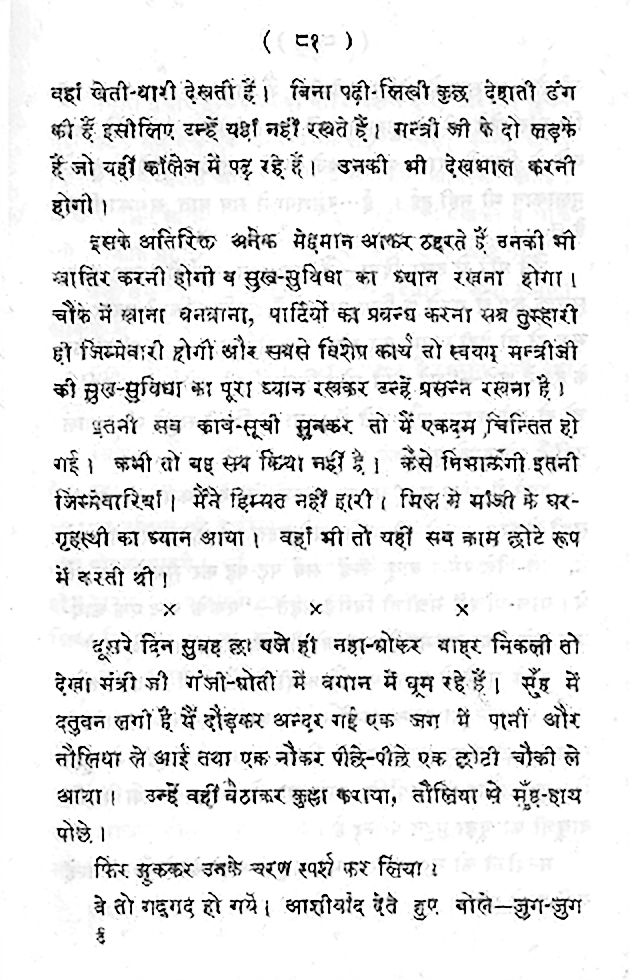 ( ८१ )
वहां खेती-बारी देखती हैं। बिना पढ़ी-लिखी कुछ देहाती ढंग
की हैं इसीलिए उन्हें यहाँ नहीं रखते हैं। मन्त्री जी के दो लड़के
हैं जो यहीं कॉलेज में पढ़ रहे हैं। उनकी भी देखभाल करनी
होगी।
इसके अतिरिक्त अनेक मेहमान आकर ठहरते हैं उनकी भी
खातिर करनी होगी व सुख-सुविधा का ध्यान रखना होगा।
चौके में खाना बनवाना, पार्टियों का प्रबन्ध करना सब तुम्हारी
ही जिम्मेवारी होगी और सबसे विशेष कार्य तो स्वयम् मन्त्रीजी
की सुख-सुविधा का पूरा ध्यान रखकर उन्हें प्रसन्न रखना है।
इतनी सब कार्य-सूची सुनकर तो मैं एकदम चिन्तित हो
गई। कभी तो यह सब किया नहीं है। कैसे निभाऊंगी इतनी
जिम्मेवारियां। मैंने हिम्मत नहीं हारी। मिल में मांजी के घर-
गृहस्थी का ध्यान आया। वहाँ भी तो यही सब काम छोटे रूप
में करती थी।
× × ×
दूसरे दिन सुबह छः बजे ही नहा-धोकर बाहर निकली तो
देखा मंत्री जी गंजी-धोती में बगान में घूम रहे हैं। मुँह में
दतुवन लगी है मैं दौड़कर अन्दर गई एक जग में पानी और
तौलिया ले आई तथा एक नौकर पीछे-पीछे एक छोटी चौकी ले
आया। उन्हें वहीं बैठाकर कुल्ला कराया, तौलिया से मुँह-हाथ
पोछे।
फिर झुककर उनके चरण स्पर्श कर लिया।
वे तो गदगद हो गये। आशीर्वाद देते हुए बोले—जुग-जुग